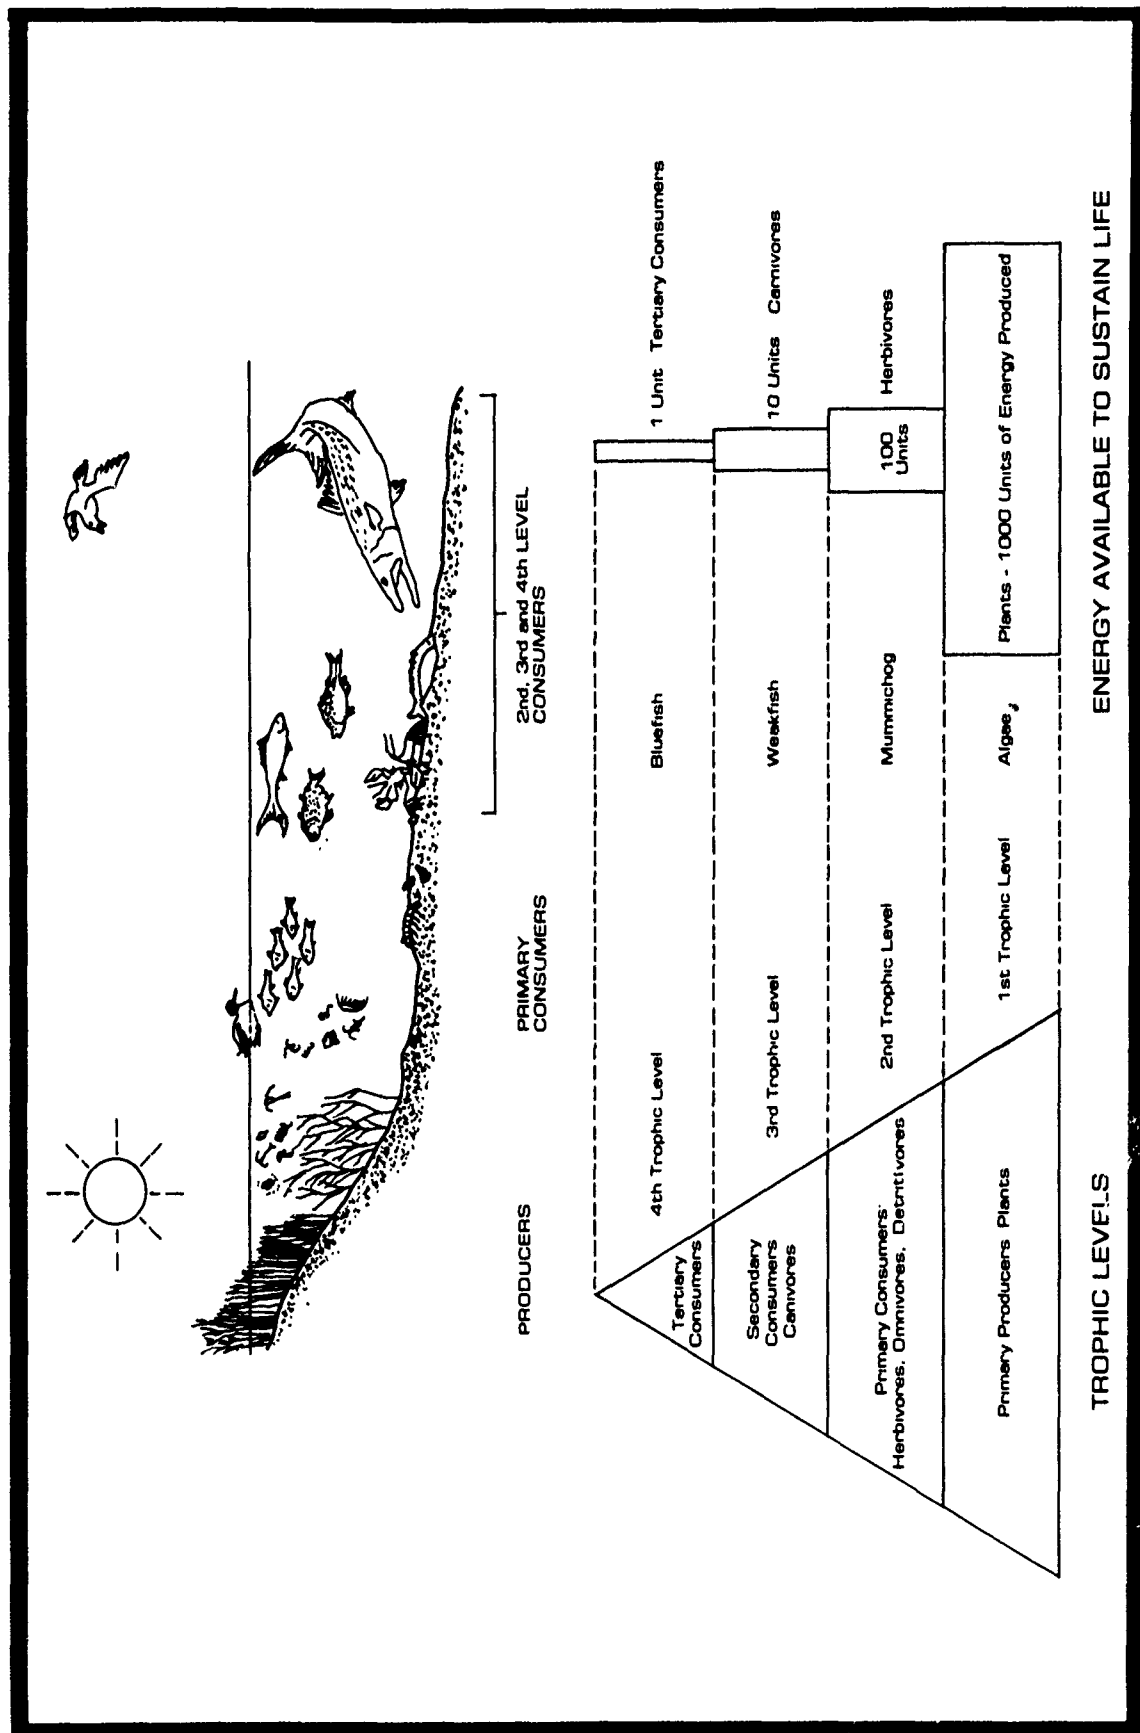 PRODUCERS
PRIMARY
CONSUMERS
2nd, 3rd and 4th LEVEL
CONSUMERS
Tertiary
Consumers
4th Trophic Level
Bluefish
1 Unit Tertiary Consumers
Secondary
Consumers
Canivores
3rd Trophic Level
Weakfish
10 Units Carnivores
Primary Consumers:
Herbivores, Omnivores, Detritivores
2nd Trophic Level
Mummichog
100
Units
Herbivores
Primary Producers Plants
1st Trophic Level
Algae,
Plants - 1000 Units of Energy Produced
TROPHIC LEVELS
ENERGY AVAILABLE TO SUSTAIN LIFE